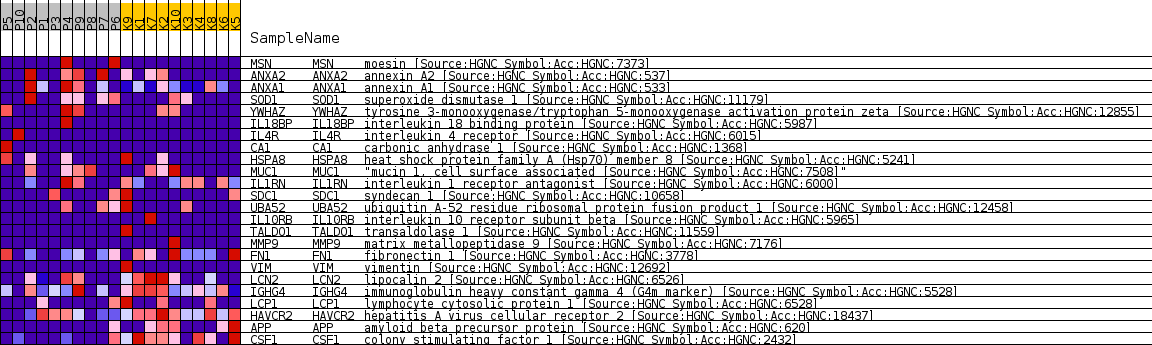 P5 P10 P2 P1 P3 P4 P9 P8 P7 P6 K9 K1 K7 K2 K10 K3 K4 K8 K6 K5
SampleName
MSN MSN moesin [Source:HGNC Symbol;Acc:HGNC:7373]
ANXA2 ANXA2 annexin A2 [Source:HGNC Symbol;Acc:HGNC:537]
ANXA1 ANXA1 annexin A1 [Source:HGNC Symbol;Acc:HGNC:533]
SOD1 SOD1 superoxide dismutase 1 [Source:HGNC Symbol;Acc:HGNC:11179]
YWHAZ YWHAZ tyrosine 3-monooxygenase/tryptophan 5-monooxygenase activation protein zeta [Source:HGNC Symbol;Acc:HGNC:12855]
IL18BP IL18BP interleukin 18 binding protein [Source:HGNC Symbol;Acc:HGNC:5987]
IL4R IL4R interleukin 4 receptor [Source:HGNC Symbol;Acc:HGNC:6015]
CA1 CA1 carbonic anhydrase 1 [Source:HGNC Symbol;Acc:HGNC:1368]
HSPA8 HSPA8 heat shock protein family A (Hsp70) member 8 [Source:HGNC Symbol;Acc:HGNC:5241]
MUC1 MUC1 "mucin 1, cell surface associated [Source:HGNC Symbol;Acc:HGNC:7508]"
IL1RN IL1RN interleukin 1 receptor antagonist [Source:HGNC Symbol;Acc:HGNC:6000]
SDC1 SDC1 syndecan 1 [Source:HGNC Symbol;Acc:HGNC:10658]
UBA52 UBA52 ubiquitin A-52 residue ribosomal protein fusion product 1 [Source:HGNC Symbol;Acc:HGNC:12458]
IL10RB IL10RB interleukin 10 receptor subunit beta [Source:HGNC Symbol;Acc:HGNC:5965]
TALDO1 TALDO1 transaldolase 1 [Source:HGNC Symbol;Acc:HGNC:11559]
MMP9 MMP9 matrix metallopeptidase 9 [Source:HGNC Symbol;Acc:HGNC:7176]
FN1 FN1 fibronectin 1 [Source:HGNC Symbol;Acc:HGNC:3778]
VIM VIM vimentin [Source:HGNC Symbol;Acc:HGNC:12692]
LCN2 LCN2 lipocalin 2 [Source:HGNC Symbol;Acc:HGNC:6526]
IGHG4 IGHG4 immunoglobulin heavy constant gamma 4 (G4m marker) [Source:HGNC Symbol;Acc:HGNC:5528]
LCP1 LCP1 lymphocyte cytosolic protein 1 [Source:HGNC Symbol;Acc:HGNC:6528]
HAVCR2 HAVCR2 hepatitis A virus cellular receptor 2 [Source:HGNC Symbol;Acc:HGNC:18437]
APP APP amyloid beta precursor protein [Source:HGNC Symbol;Acc:HGNC:620]
CSF1 CSF1 colony stimulating factor 1 [Source:HGNC Symbol;Acc:HGNC:2432]